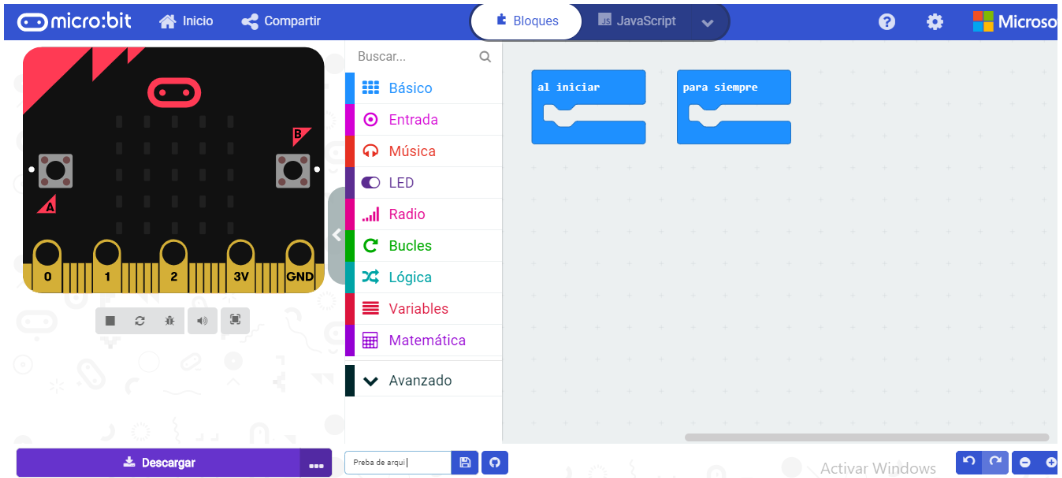 micro:bit Inicio Compartir Bloques JS JavaScript ? Microso
Buscar...
Básico
Entrada
Música
LED
Radio
Bucles
Lógica
Variables
Matemática
Avanzado
al iniciar
para siempre
B
A
0 1 2 3V GND
Descargar
Preba de arqui
Activar Windows